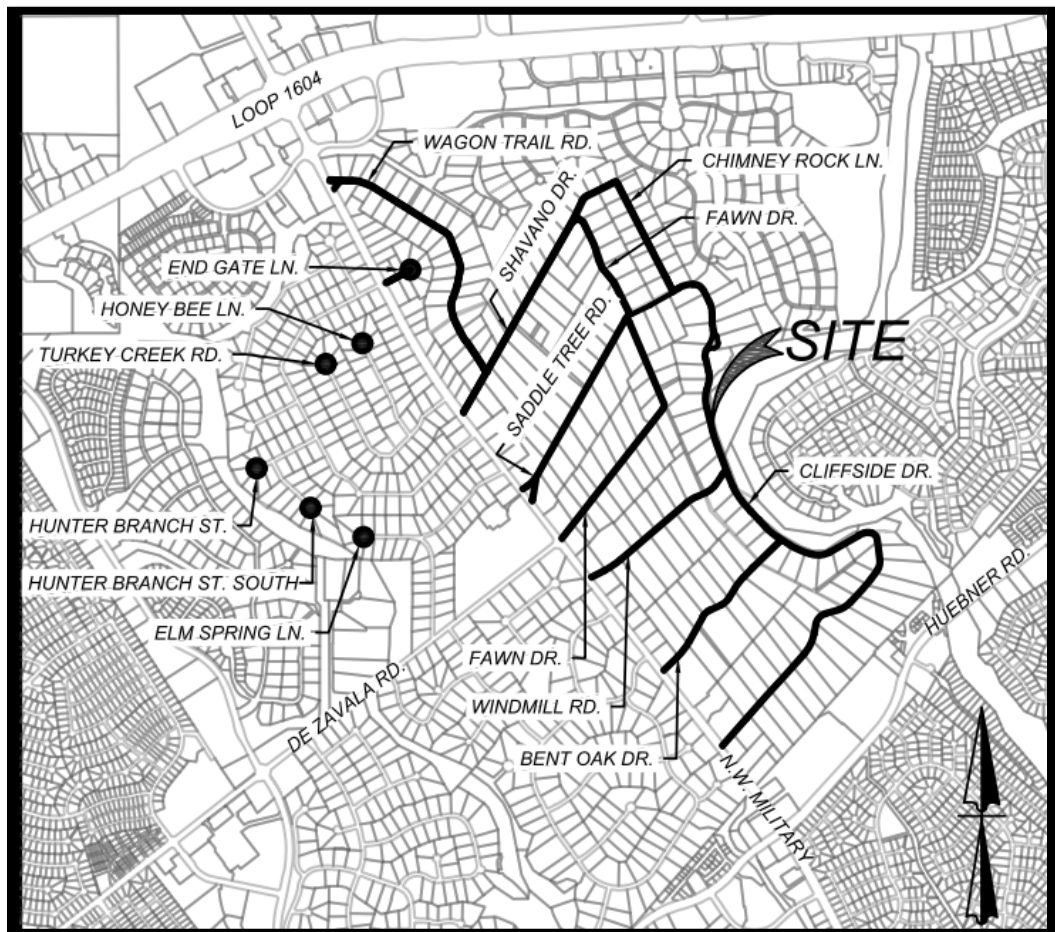 LOOP 1604
WAGON TRAIL RD.
CHIMNEY ROCK LN.
SHAVANO DR.
FAWN DR.
END GATE LN.
HONEY BEE LN.
TURKEY CREEK RD.
SADDLE TREE RD.
SITE
CLIFFSIDE DR.
HUNTER BRANCH ST.
HUNTER BRANCH ST. SOUTH
ELM SPRING LN.
HUEBNER RD.
FAWN DR.
DE ZAVALA RD.
WINDMILL RD.
BENT OAK DR.
N.W. MILITARY